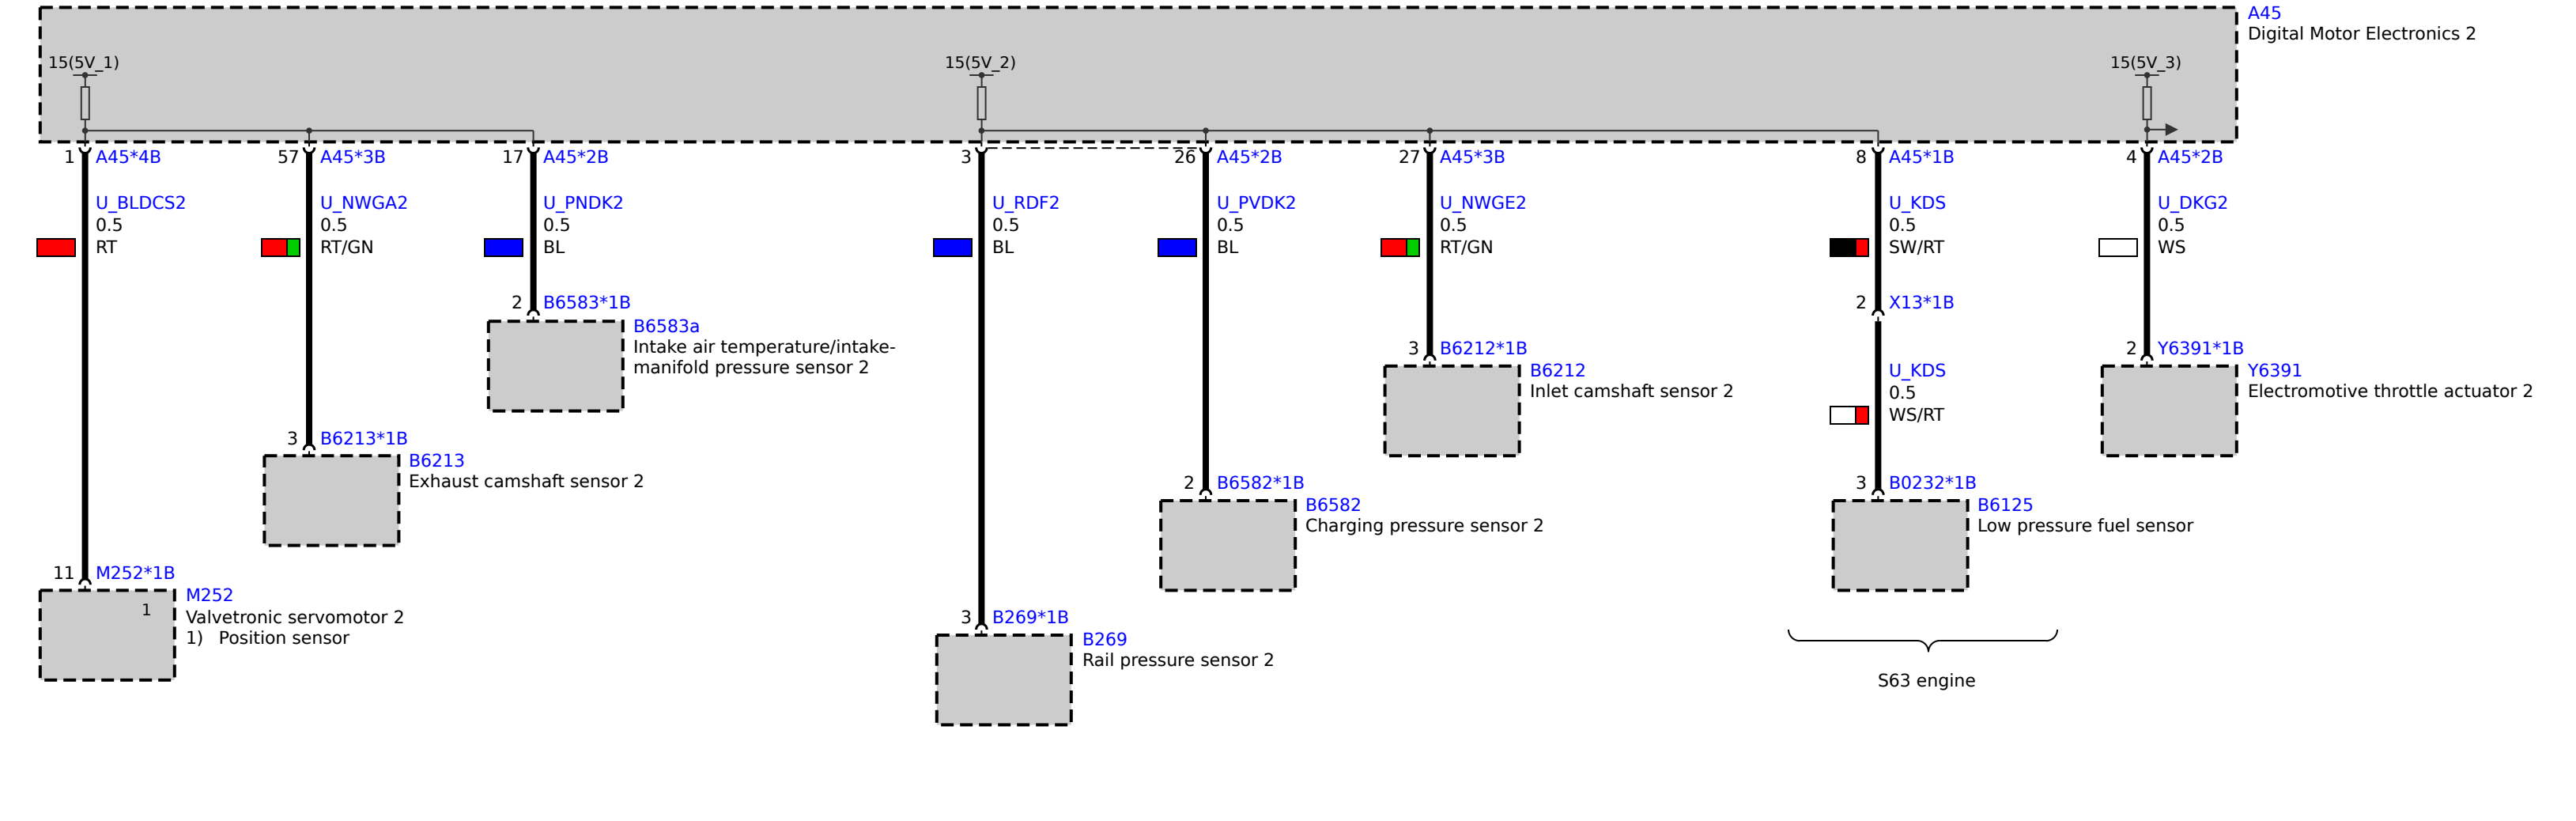 A45
Digital Motor Electronics 2
15(5V_1)
15(5V_2)
15(5V_3)
1 A45*4B
57 A45*3B
17 A45*2B
3
26 A45*2B
27 A45*3B
8 A45*1B
4 A45*2B
U_BLDCS2
0.5
RT
U_NWGA2
0.5
RT/GN
U_PNDK2
0.5
BL
U_RDF2
0.5
BL
U_PVDK2
0.5
BL
U_NWGE2
0.5
RT/GN
U_KDS
0.5
SW/RT
U_DKG2
0.5
WS
2 B6583*1B
B6583a
Intake air temperature/intake-
manifold pressure sensor 2
2 X13*1B
3 B6212*1B
B6212
Inlet camshaft sensor 2
U_KDS
0.5
WS/RT
2 Y6391*1B
Y6391
Electromotive throttle actuator 2
3 B6213*1B
B6213
Exhaust camshaft sensor 2
2 B6582*1B
B6582
Charging pressure sensor 2
3 B0232*1B
B6125
Low pressure fuel sensor
11 M252*1B
1
M252
Valvetronic servomotor 2
1) Position sensor
3 B269*1B
B269
Rail pressure sensor 2
S63 engine